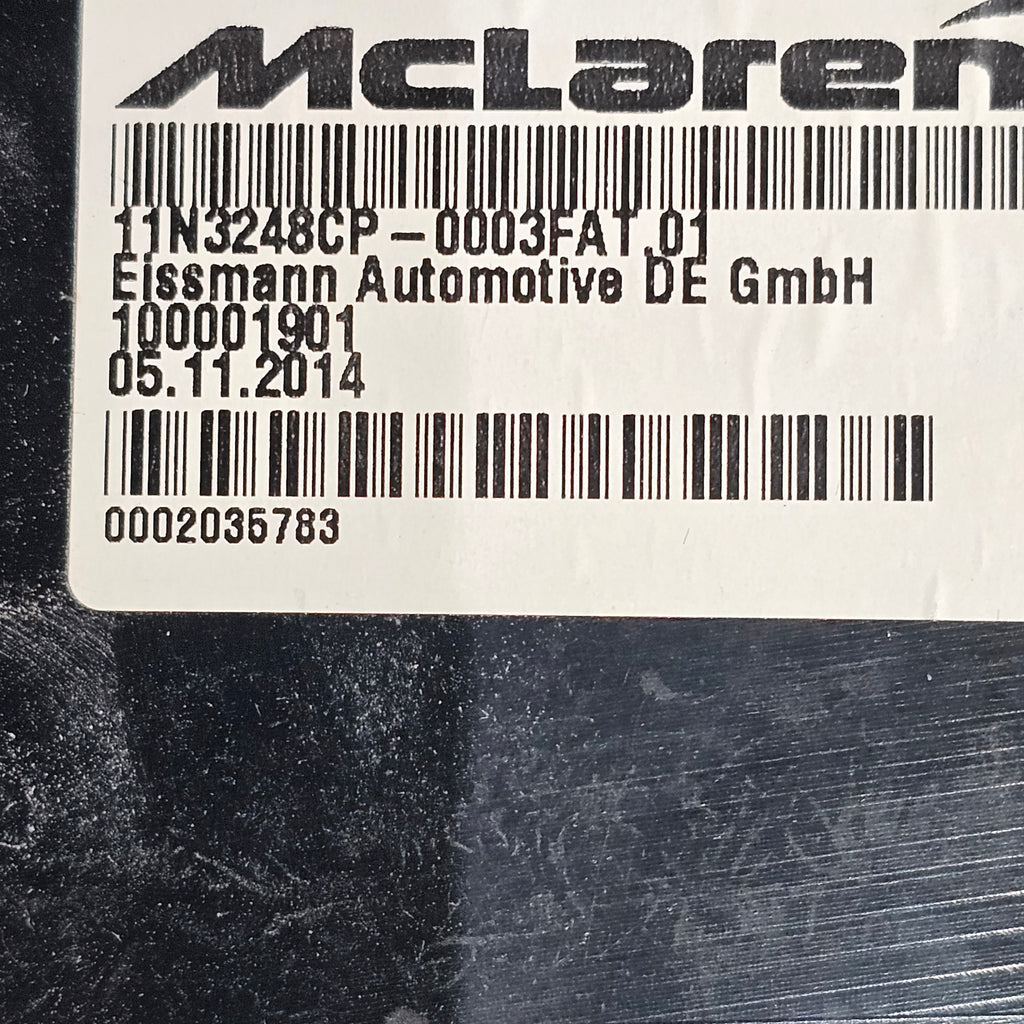 McLaren
11N3248CP-0003FAT.01
Eissmann Automotive DE GmbH
100001901
05.11.2014
0002035783